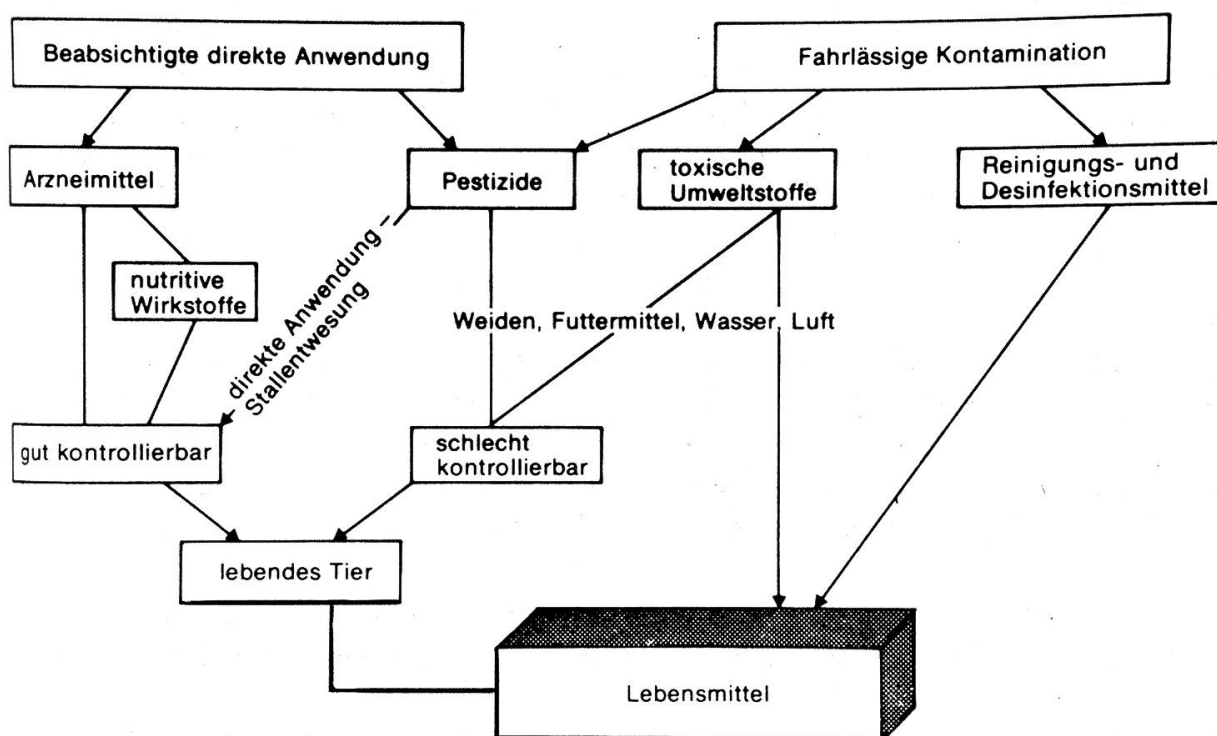 Beabsichtigte direkte Anwendung
Fahrlässige Kontamination
Arzneimittel
Pestizide
toxische
Umweltstoffe
Reinigungs- und
Desinfektionsmittel
nutritive
Wirkstoffe
direkte Anwendung
Stallentwesung
Weiden, Futtermittel, Wasser, Luft
gut kontrollierbar
schlecht
kontrollierbar
lebendes Tier
Lebensmittel